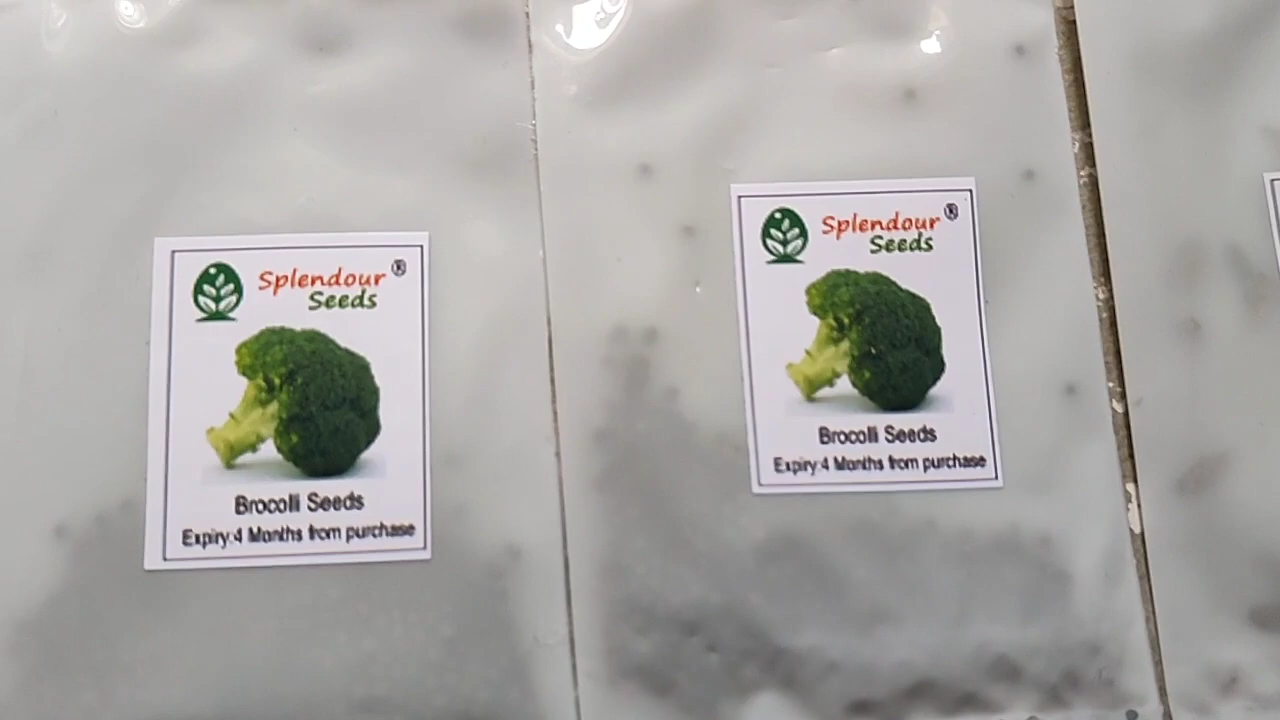 Splendour®
Seeds
Brocolli Seeds
Expiry:4 Months from purchase
Splendour®
Seeds
Brocolli Seeds
Expiry:4 Months from purchase